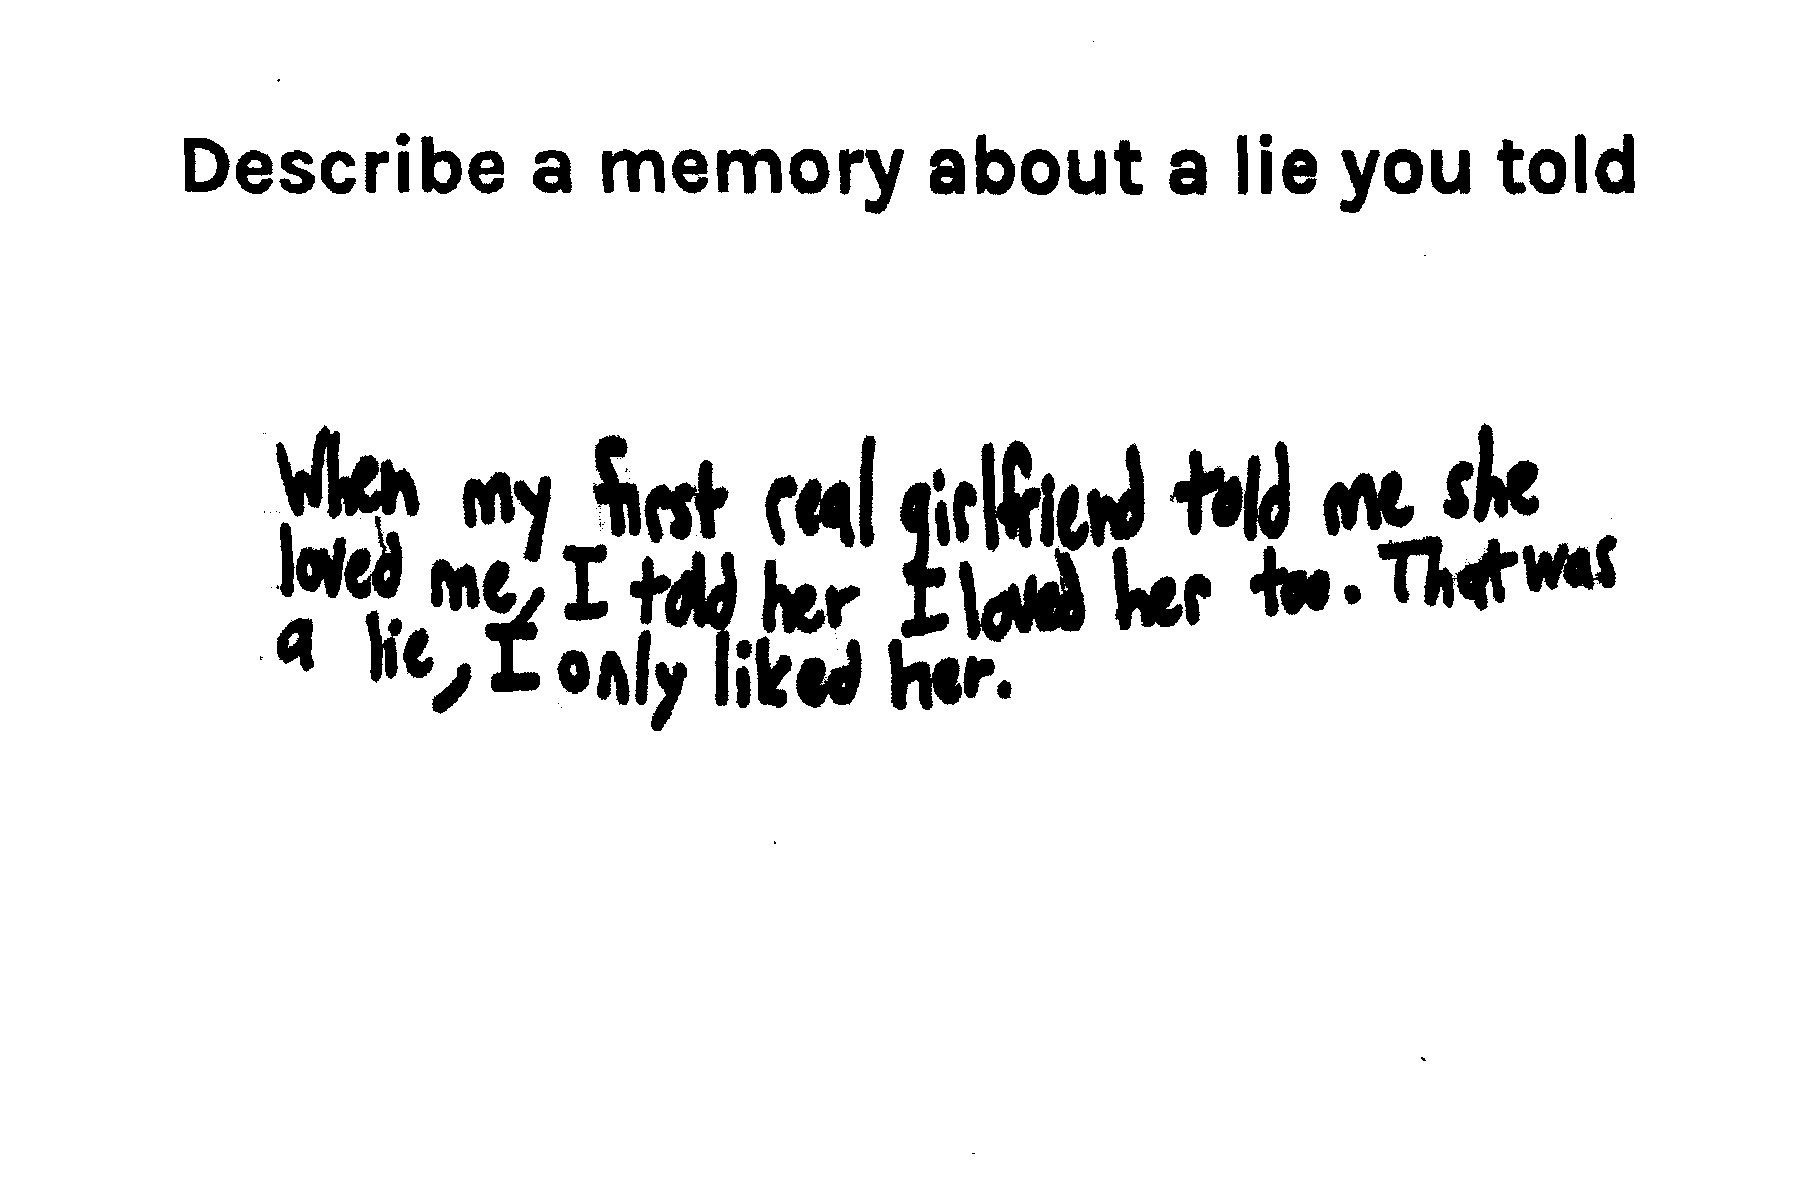 Describe a memory about a lie you told
When my first real girlfriend told me she
loved me, I told her I loved her too. That was
a lie, I only liked her.